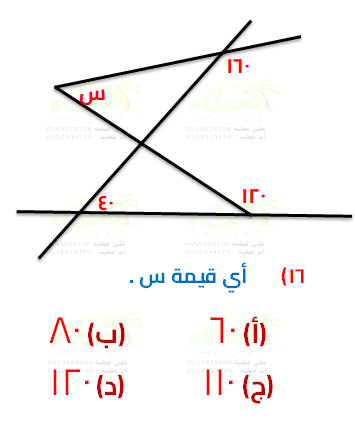 ١٦٠
س
١٢٠
٤٠
١٦) أي قيمة س .
(أ) ٦٠ (ب) ٨٠
(ج) ١١٠ (د) ١٢٠